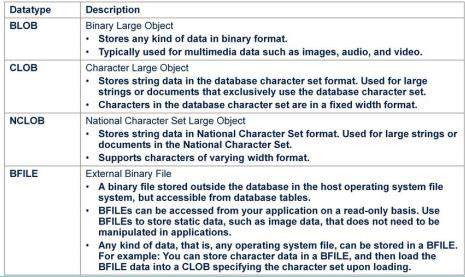 Datatype Description
BLOB Binary Large Object
• Stores any kind of data in binary format.
• Typically used for multimedia data such as images, audio, and video.
CLOB Character Large Object
• Stores string data in the database character set format. Used for large
strings or documents that exclusively use the database character set.
• Characters in the database character set are in a fixed width format.
NCLOB National Character Set Large Object
• Stores string data in National Character Set format. Used for large strings or
documents in the National Character Set.
• Supports characters of varying width format.
BFILE External Binary File
• A binary file stored outside the database in the host operating system file
system, but accessible from database tables.
• BFILEs can be accessed from your application on a read-only basis. Use
BFILEs to store static data, such as image data, that does not need to be
manipulated in applications.
• Any kind of data, that is, any operating system file, can be stored in a BFILE.
For example: You can store character data in a BFILE, and then load the
BFILE data into a CLOB specifying the character set upon loading.